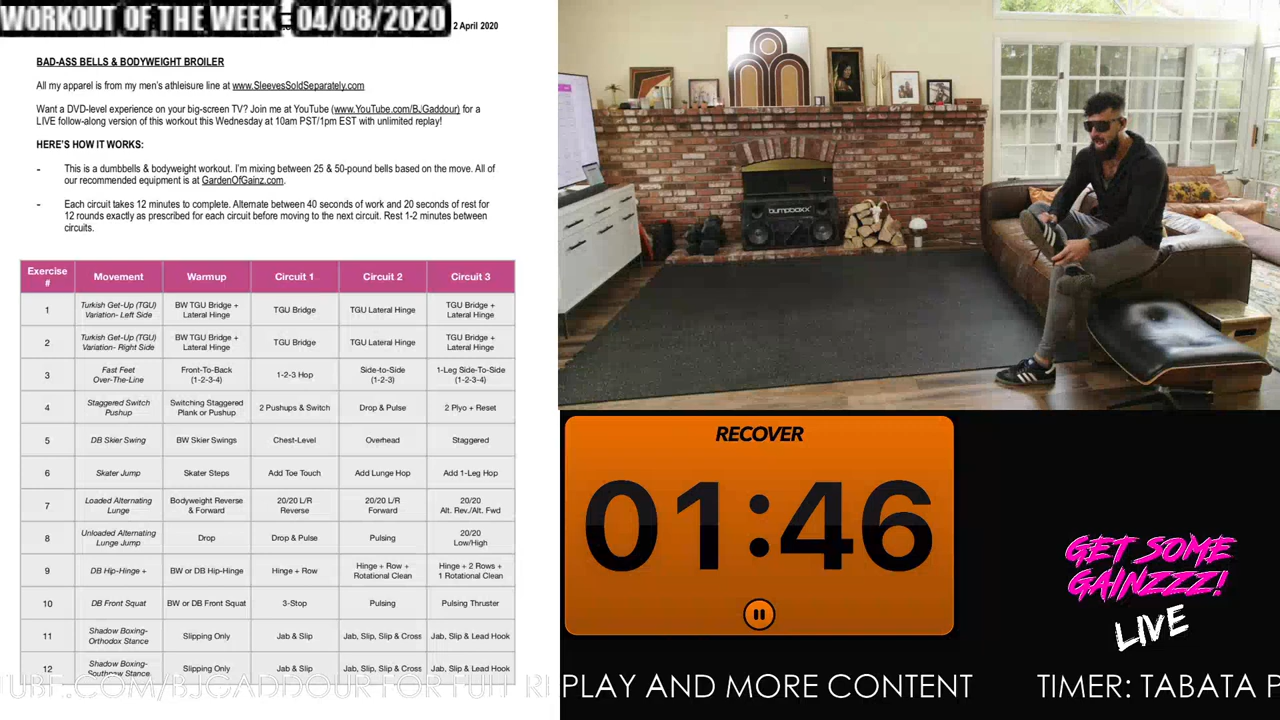 WORKOUT OF THE WEEK - 04/08/2020
2 April 2020
BAD-ASS BELLS & BODYWEIGHT BROILER
All my apparel is from my men's athleisure line at www.SleevesSoldSeparately.com
Want a DVD-level experience on your big-screen TV? Join me at YouTube (www.YouTube.com/BJGaddour) for a
LIVE follow-along version of this workout this Wednesday at 10am PST/1pm EST with unlimited replay!
HERE'S HOW IT WORKS:
- This is a dumbbells & bodyweight workout. I'm mixing between 25 & 50-pound bells based on the move. All of
our recommended equipment is at GardenOfGainz.com.
- Each circuit takes 12 minutes to complete. Alternate between 40 seconds of work and 20 seconds of rest for
12 rounds exactly as prescribed for each circuit before moving to the next circuit. Rest 1-2 minutes between
circuits.
Exercise # Movement Warmup Circuit 1 Circuit 2 Circuit 3
1 Turkish Get-Up (TGU) Variation- Left Side BW TGU Bridge + Lateral Hinge TGU Bridge TGU Lateral Hinge TGU Bridge + Lateral Hinge
2 Turkish Get-Up (TGU) Variation- Right Side BW TGU Bridge + Lateral Hinge TGU Bridge TGU Lateral Hinge TGU Bridge + Lateral Hinge
3 Fast Feet Over-The-Line Front-To-Back (1-2-3-4) 1-2-3 Hop Side-to-Side (1-2-3) 1-Leg Side-To-Side (1-2-3-4)
4 Staggered Switch Pushup Switching Staggered Plank or Pushup 2 Pushups & Switch Drop & Pulse 2 Plyo + Reset
5 DB Skier Swing BW Skier Swings Chest-Level Overhead Staggered
6 Skater Jump Skater Steps Add Toe Touch Add Lunge Hop Add 1-Leg Hop
7 Loaded Alternating Lunge Bodyweight Reverse & Forward 20/20 L/R Reverse 20/20 L/R Forward 20/20 Alt. Rev./Alt. Fwd
8 Unloaded Alternating Lunge Jump Drop Drop & Pulse Pulsing 20/20 Low/High
9 DB Hip-Hinge + BW or DB Hip-Hinge Hinge + Row Hinge + Row + Rotational Clean Hinge + 2 Rows + 1 Rotational Clean
10 DB Front Squat BW or DB Front Squat 3-Stop Pulsing Pulsing Thruster
11 Shadow Boxing- Orthodox Stance Slipping Only Jab & Slip Jab, Slip, Slip & Cross Jab, Slip & Lead Hook
12 Shadow Boxing- Southpaw Stance Slipping Only Jab & Slip Jab, Slip, Slip & Cross Jab, Slip & Lead Hook
bumpboxx
RECOVER
01:46
GET SOME
GAINZZZ!
LIVE
TUBE.COM/BJGADDOUR FOR FULL REPLAY AND MORE CONTENT TIMER: TABATA P